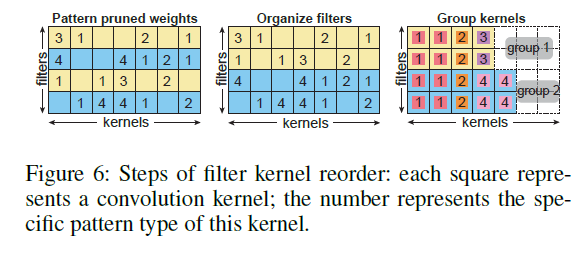 Pattern pruned weights
filters
3 1 2 1
4 4 1 2 1
1 1 3 2
1 4 4 1 2
kernels
Organize filters
filters
3 1 2 1
1 1 3 2
4 4 1 2 1
1 4 4 1 2
kernels
Group kernels
filters
1 1 2 3
group 1
1 1 2 3
1 1 2 4 4
group 2
1 1 2 4 4
kernels
Figure 6: Steps of filter kernel reorder: each square repre-
sents a convolution kernel; the number represents the spe-
cific pattern type of this kernel.